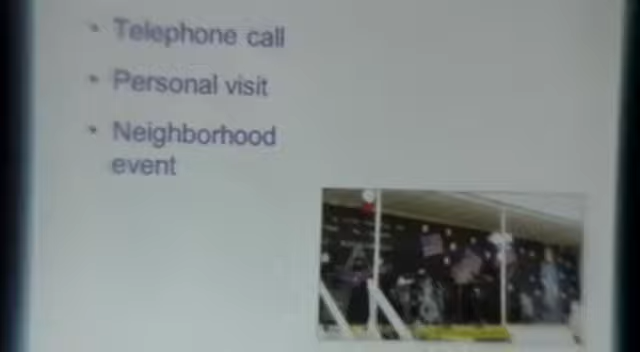 • Telephone call
• Personal visit
• Neighborhood
event